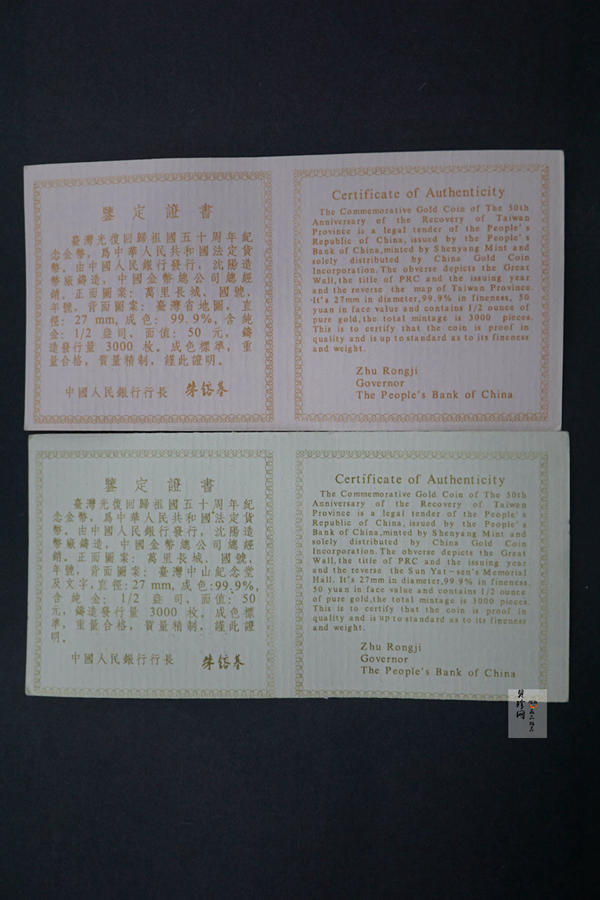 鑒定證書
臺灣光復回歸祖國五十周年紀
念金幣，爲中華人民共和國法定貨
幣。由中國人民銀行發行，沈陽造
幣廠鑄造，中國金幣總公司總經
銷。正面圖案：萬里長城、國號、
年號，背面圖案：臺灣省地圖。直
徑：27 mm，成色：99.9%，含純
金：1/2 盎司，面值：50 元，鑄
造發行量 3000 枚。成色標準，重
量合格，質量精制，謹此證明。
中國人民銀行行長 朱镕基
Certificate of Authenticity
The Commemorative Gold Coin of The 50th
Anniversary of the Recovery of Taiwan
Province is a legal tender of the People's
Republic of China, issued by the People's
Bank of China,minted by Shenyang Mint and
solely distributed by China Gold Coin
Incorporation.The obverse depicts the Great
Wall,the title of PRC and the issuing year
and the reverse the map of Taiwan Province
·It's 27mm in diameter,99.9% in fineness, 50
yuan in face value and contains 1/2 ounce of
pure gold,the total mintage is 3000 pieces.
This is to certify that the coin is proof in
quality and is up to standard as to its fineness
and weight.
Zhu Rongji
Governor
The People's Bank of China
鑒定證書
臺灣光復回歸祖國五十周年紀
念金幣，爲中華人民共和國法定貨
幣。由中國人民銀行發行，沈陽造
幣廠鑄造，中國金幣總公司總經
銷。正面圖案：萬里長城、國號、
年號，背面圖案：臺灣中山紀念堂
及文字。直徑：27 mm，成色：99.9%，
含純金：1/2 盎司，面值：50
元，鑄造發行量 3000 枚。成色標
準，重量合格，質量精制，謹此證
明。
中國人民銀行行長 朱镕基
Certificate of Authenticity
The Commemorative Gold Coin of The 50th
Anniversary of the Recovery of Taiwan
Province is a legal tender of the People's
Republic of China, issued by the People's
Bank of China,minted by Shenyang Mint and
solely distributed by China Gold Coin
Incorporation.The obverse depicts the Great
Wall,the title of PRC and the issuing year
and the reverse the Sun Yat-sen's Memorial
Hall. It's 27mm in diameter,99.9% in fineness,
50 yuan in face value and contains 1/2 ounce
of pure gold,the total mintage is 3000 pieces.
This is to certify that the coin is proof in
quality and is up to standard as to its fineness
and weight.
Zhu Rongji
Governor
The People's Bank of China